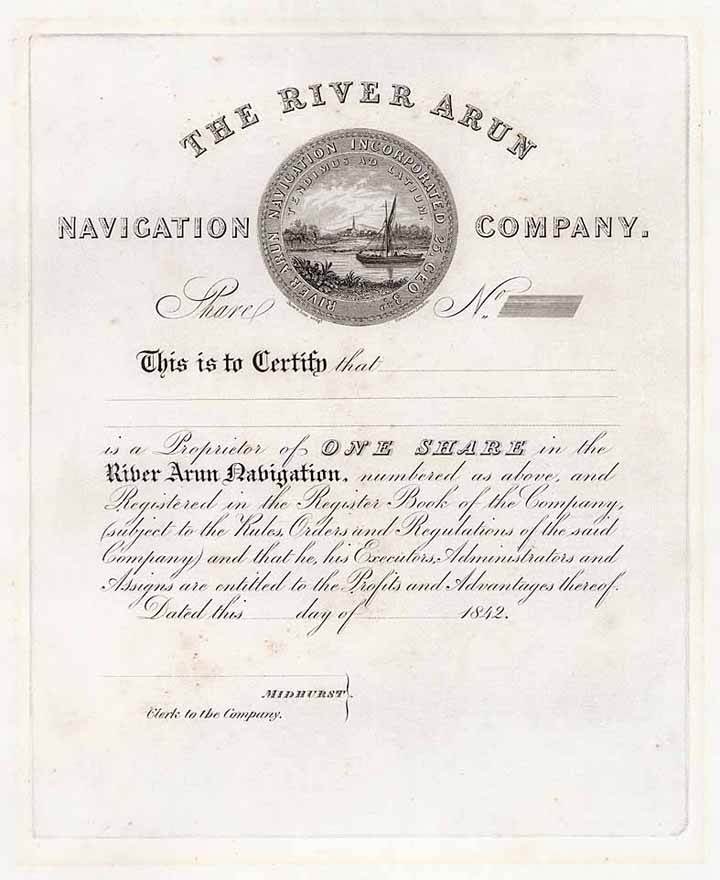 THE RIVER ARUN
NAVIGATION COMPANY.
RIVER ARUN NAVIGATION INCORPORATED 25, GEO. 3RD
TENDIMUS AD LATIUM.
Share No.
This is to Certify that
is a Proprietor of ONE SHARE in the
River Arun Navigation, numbered as above, and
Registered in the Register Book of the Company,
(subject to the Rules, Orders and Regulations of the said
Company) and that he, his Executors, Administrators and
Assigns are entitled to the Profits and Advantages thereof.
Dated this day of 1842.
MIDHURST
Clerk to the Company.